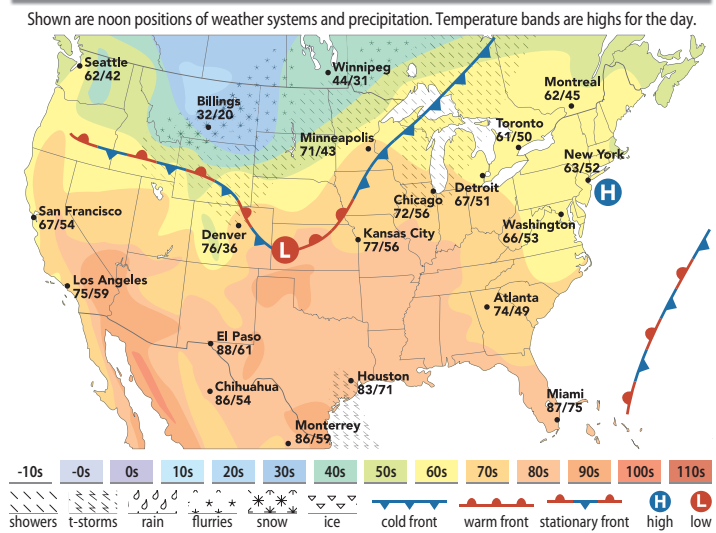 Shown are noon positions of weather systems and precipitation. Temperature bands are highs for the day.
Seattle
62/42
Winnipeg
44/31
Billings
32/20
Montreal
62/45
Minneapolis
71/43
Toronto
61/50
New York
63/52
H
San Francisco
67/54
Chicago
72/56
Detroit
67/51
Denver
76/36
L
Kansas City
77/56
Washington
66/53
Los Angeles
75/59
Atlanta
74/49
El Paso
88/61
Chihuahua
86/54
Houston
83/71
Miami
87/75
Monterrey
86/59
-10s -0s 0s 10s 20s 30s 40s 50s 60s 70s 80s 90s 100s 110s
H L
showers t-storms rain flurries snow ice cold front warm front stationary front high low